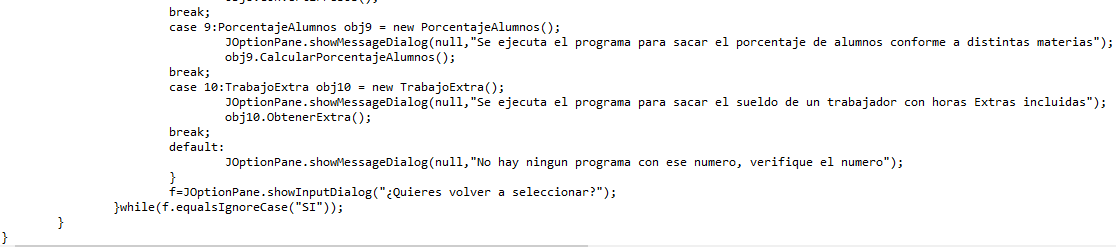 break;
case 9:PorcentajeAlumnos obj9 = new PorcentajeAlumnos();
JOptionPane.showMessageDialog(null,"Se ejecuta el programa para sacar el porcentaje de alumnos conforme a distintas materias");
obj9.CalcularPorcentajeAlumnos();
break;
case 10:TrabajoExtra obj10 = new TrabajoExtra();
JOptionPane.showMessageDialog(null,"Se ejecuta el programa para sacar el sueldo de un trabajador con horas Extras incluidas");
obj10.ObtenerExtra();
break;
default:
JOptionPane.showMessageDialog(null,"No hay ningun programa con ese numero, verifique el numero");
}
f=JOptionPane.showInputDialog("¿Quieres volver a seleccionar?");
}while(f.equalsIgnoreCase("SI"));
}
}